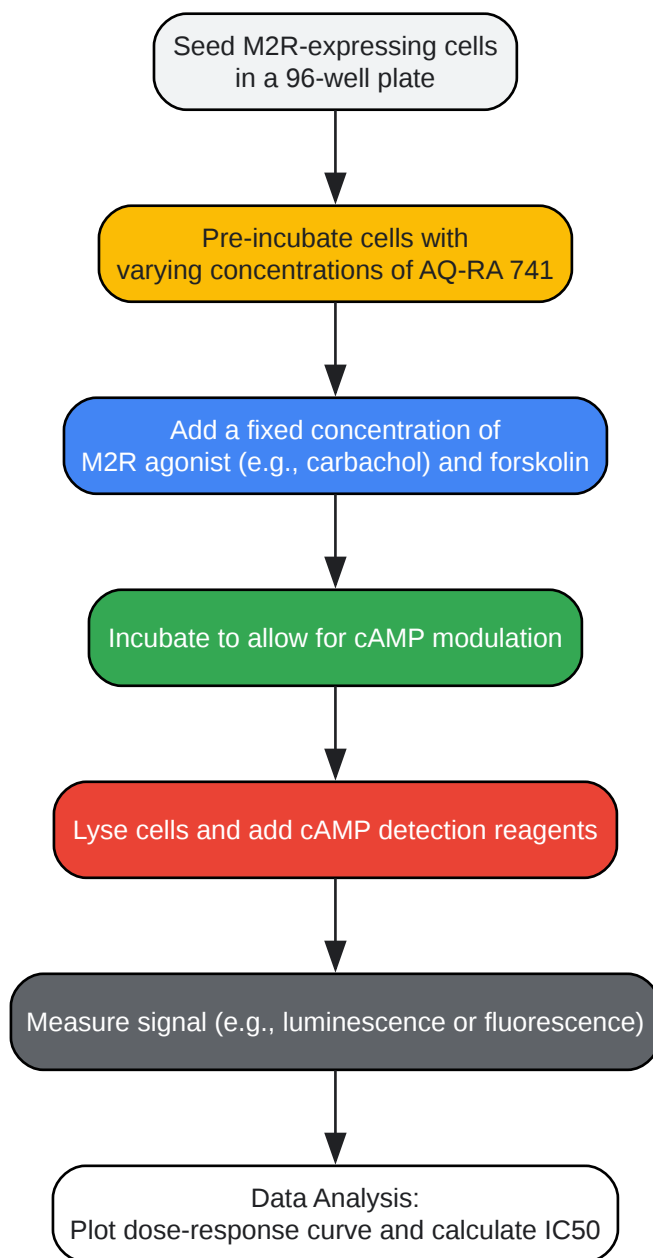 Seed M2R-expressing cells
in a 96-well plate
Pre-incubate cells with
varying concentrations of AQ-RA 741
Add a fixed concentration of
M2R agonist (e.g., carbachol) and forskolin
Incubate to allow for cAMP modulation
Lyse cells and add cAMP detection reagents
Measure signal (e.g., luminescence or fluorescence)
Data Analysis:
Plot dose-response curve and calculate IC50